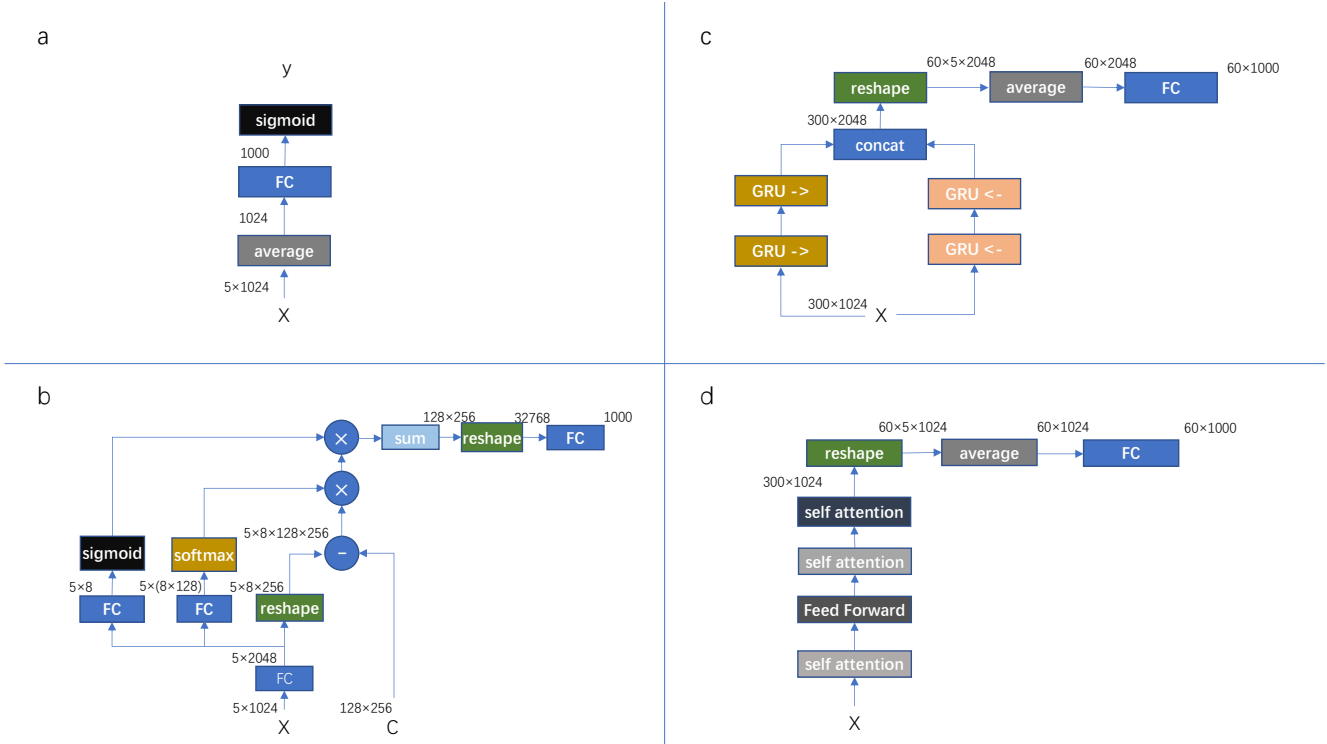 a
y
sigmoid
1000
FC
1024
average
5×1024
X
c
60×5×2048
60×2048
60×1000
reshape
average
FC
300×2048
concat
GRU ->
GRU <-
GRU ->
GRU <-
300×1024
X
b
128×256
32768
1000
×
sum
reshape
FC
×
5×8×128×256
sigmoid
softmax
−
5×8
5×(8×128)
5×8×256
FC
FC
reshape
5×2048
FC
5×1024
128×256
X
C
d
60×5×1024
60×1024
60×1000
reshape
average
FC
300×1024
self attention
self attention
Feed Forward
self attention
X